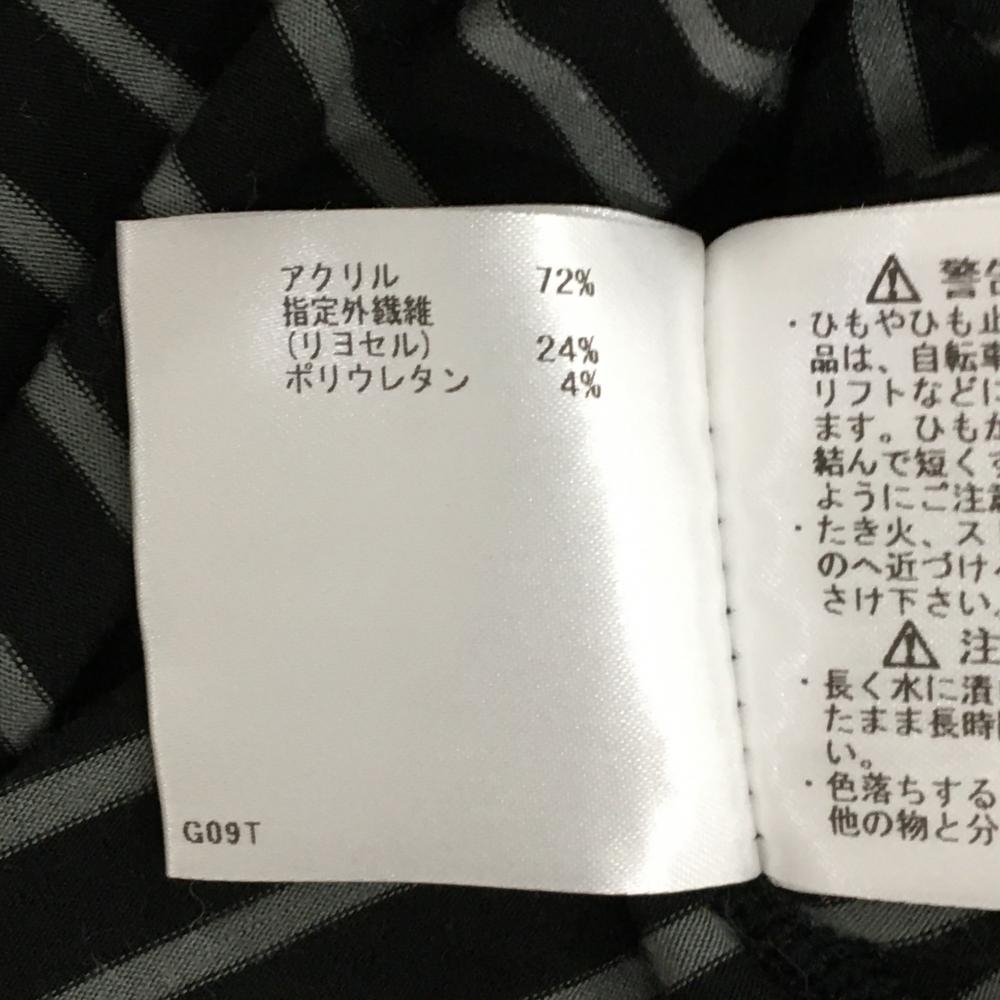 アクリル 72%
指定外繊維
(リヨセル) 24%
ポリウレタン 4%
G09T
警告
・ひもやひも止
品は、自転車
リフトなどに
ます。ひもが
結んで短くす
ようにご注意
・たき火、スト
のへ近づけ
さけ下さい。
注
・長く水に漬
たまま長時間
い。
・色落ちする
他の物と分